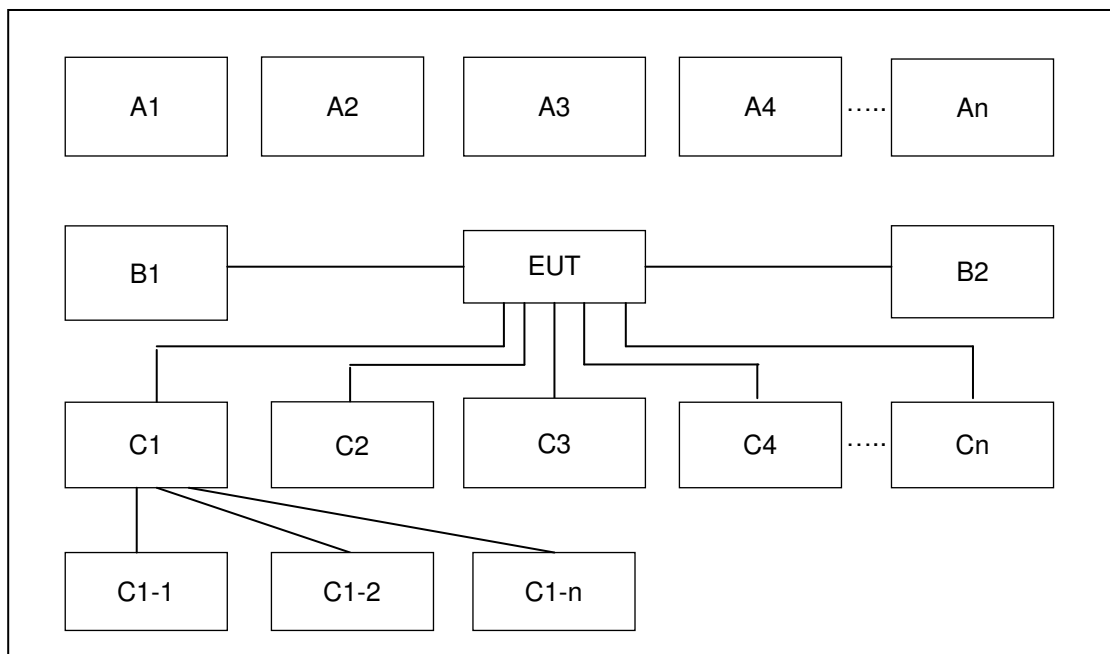 A1 A2 A3 A4 ..... An
B1 EUT B2
C1 C2 C3 C4 ..... Cn
C1-1 C1-2 C1-n